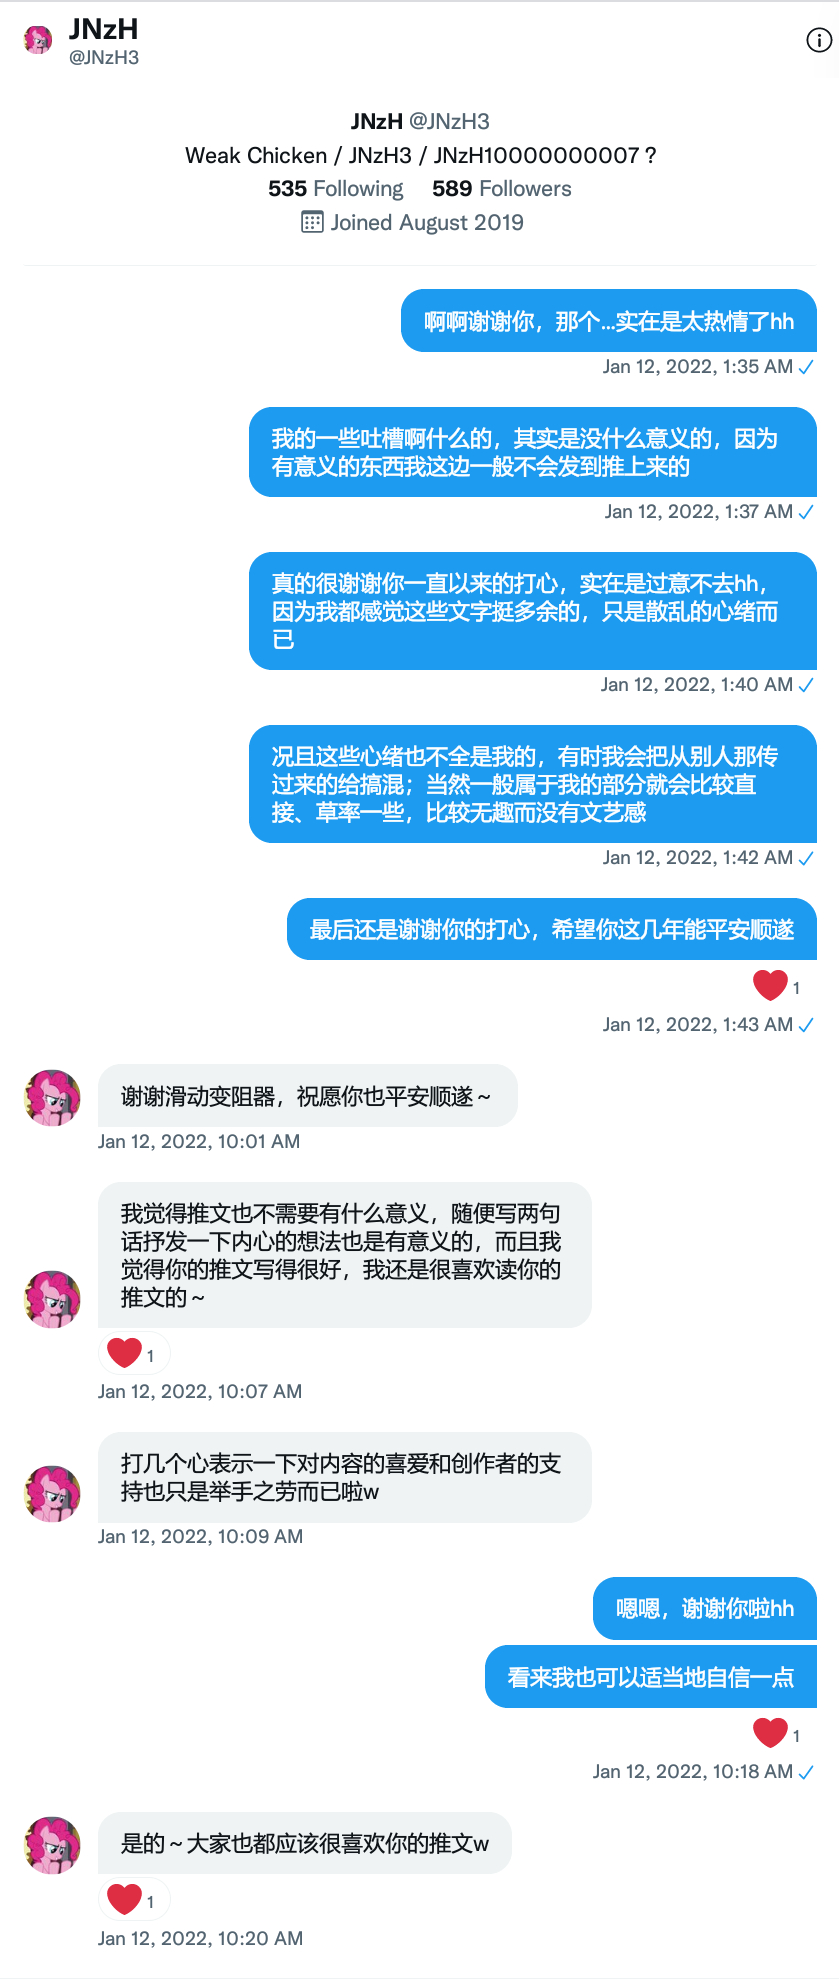 JNzH
@JNzH3
JNzH @JNzH3
Weak Chicken / JNzH3 / JNzH10000000007 ?
535 Following 589 Followers
Joined August 2019
啊啊谢谢你，那个...实在是太热情了hh
Jan 12, 2022, 1:35 AM
我的一些吐槽啊什么的，其实是没什么意义的，因为
有意义的东西我这边一般不会发到推上来的
Jan 12, 2022, 1:37 AM
真的很谢谢你一直以来的打心，实在是过意不去hh，
因为我都感觉这些文字挺多余的，只是散乱的心绪而
已
Jan 12, 2022, 1:40 AM
况且这些心绪也不全是我的，有时我会把从别人那传
过来的给搞混；当然一般属于我的部分就会比较直
接、草率一些，比较无趣而没有文艺感
Jan 12, 2022, 1:42 AM
最后还是谢谢你的打心，希望你这几年能平安顺遂
1
Jan 12, 2022, 1:43 AM
谢谢滑动变阻器，祝愿你也平安顺遂～
Jan 12, 2022, 10:01 AM
我觉得推文也不需要有什么意义，随便写两句
话抒发一下内心的想法也是有意义的，而且我
觉得你的推文写得很好，我还是很喜欢读你的
推文的～
1
Jan 12, 2022, 10:07 AM
打几个心表示一下对内容的喜爱和创作者的支
持也只是举手之劳而已啦w
Jan 12, 2022, 10:09 AM
嗯嗯，谢谢你啦hh
看来我也可以适当地自信一点
1
Jan 12, 2022, 10:18 AM
是的～大家也都应该很喜欢你的推文w
1
Jan 12, 2022, 10:20 AM